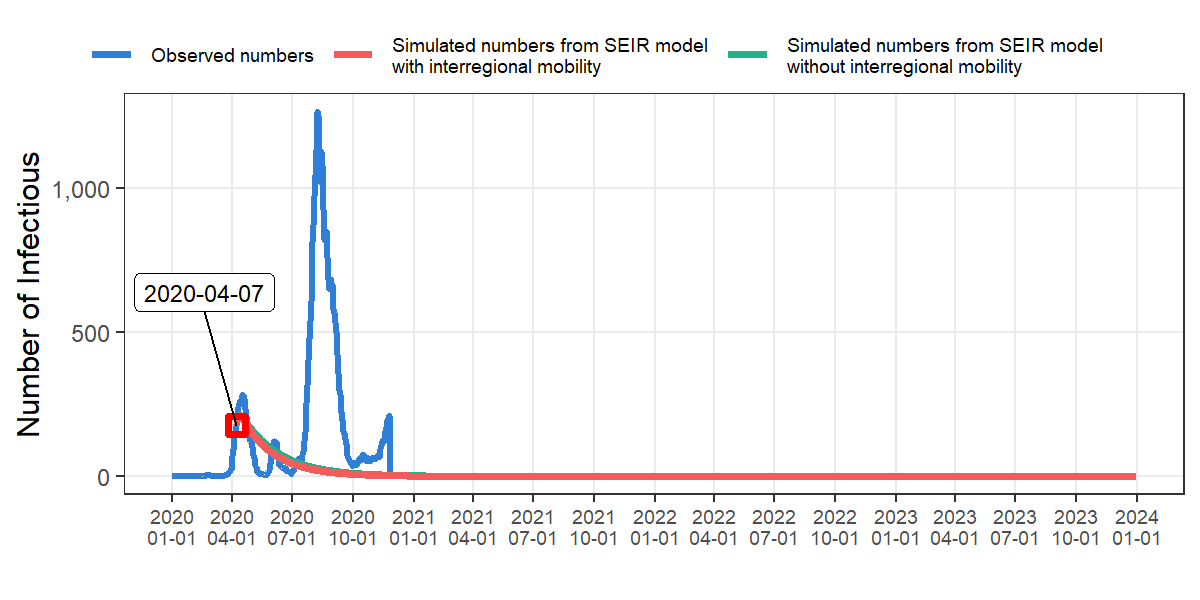 Observed numbers
Simulated numbers from SEIR model
with interregional mobility
Simulated numbers from SEIR model
without interregional mobility
Number of Infectious
1,000
500
0
2020-04-07
2020 2020 2020 2020 2021 2021 2021 2021 2022 2022 2022 2022 2023 2023 2023 2023 2024
01-01 04-01 07-01 10-01 01-01 04-01 07-01 10-01 01-01 04-01 07-01 10-01 01-01 04-01 07-01 10-01 01-01